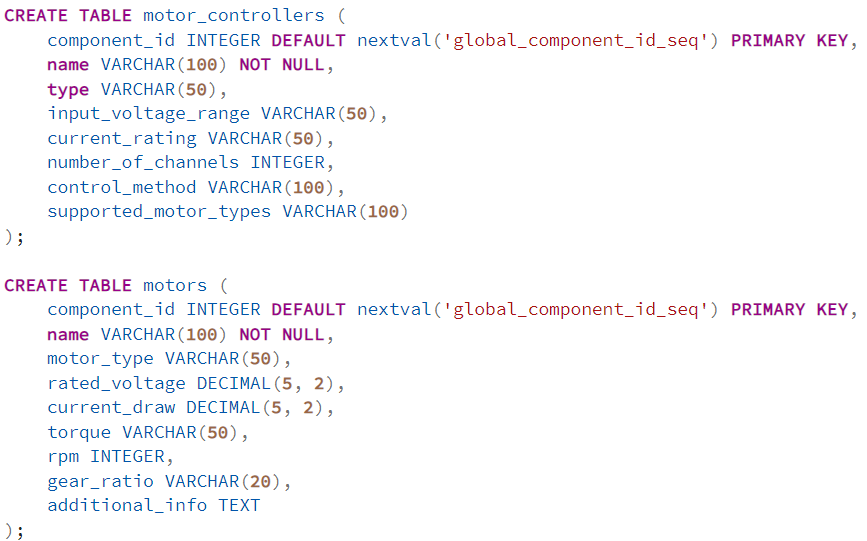 CREATE TABLE motor_controllers (
    component_id INTEGER DEFAULT nextval('global_component_id_seq') PRIMARY KEY,
    name VARCHAR(100) NOT NULL,
    type VARCHAR(50),
    input_voltage_range VARCHAR(50),
    current_rating VARCHAR(50),
    number_of_channels INTEGER,
    control_method VARCHAR(100),
    supported_motor_types VARCHAR(100)
);

CREATE TABLE motors (
    component_id INTEGER DEFAULT nextval('global_component_id_seq') PRIMARY KEY,
    name VARCHAR(100) NOT NULL,
    motor_type VARCHAR(50),
    rated_voltage DECIMAL(5, 2),
    current_draw DECIMAL(5, 2),
    torque VARCHAR(50),
    rpm INTEGER,
    gear_ratio VARCHAR(20),
    additional_info TEXT
);